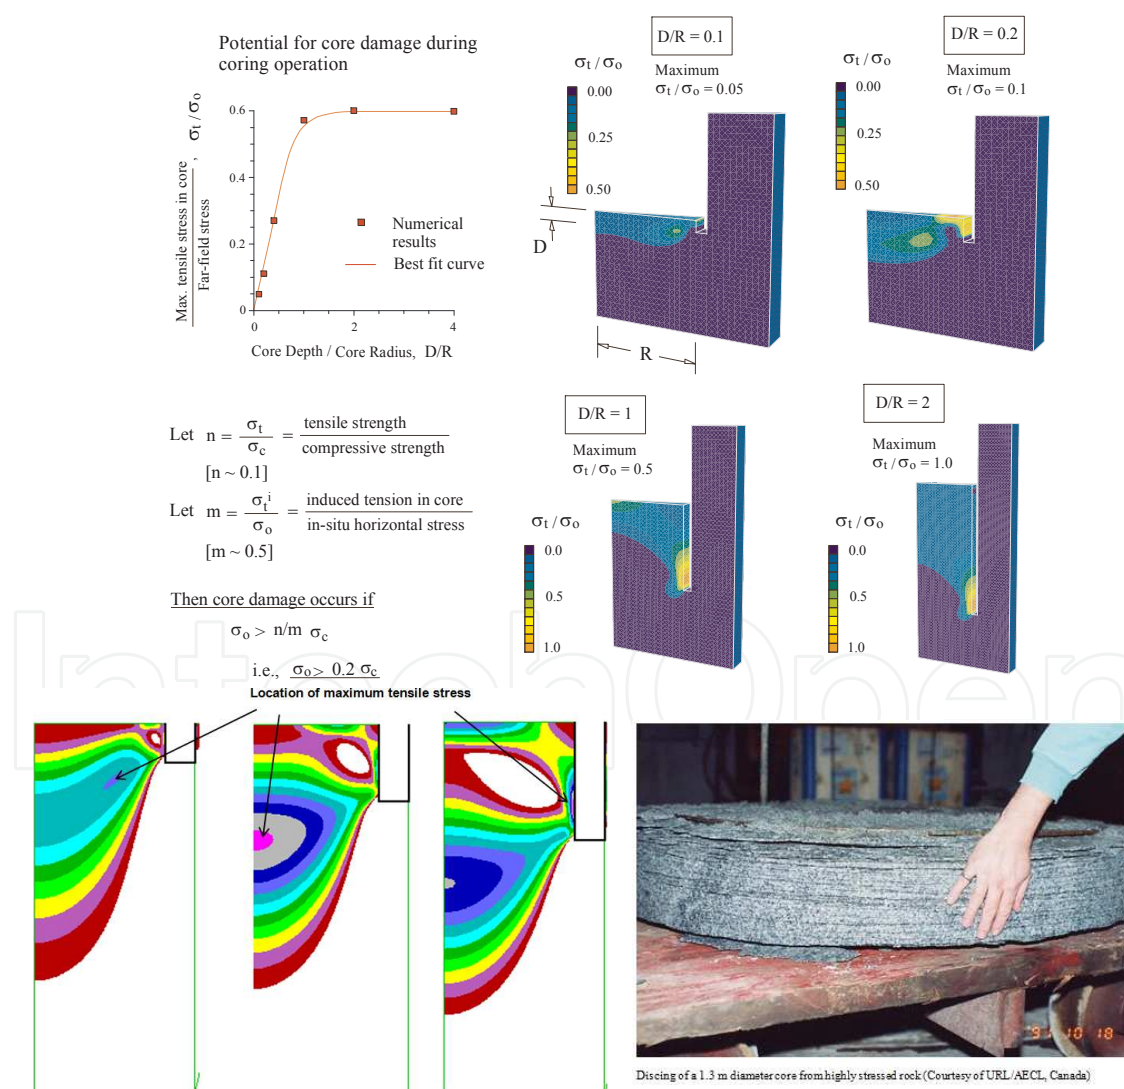 Potential for core damage during
coring operation
Max. tensile stress in core
Far-field stress
, σt / σo
0.6
0.4
0.2
0
0
2
4
Numerical
results
Best fit curve
Core Depth / Core Radius, D/R
D/R = 0.1
σt / σo
Maximum
σt / σo = 0.05
0.00
0.25
0.50
D
R
D/R = 0.2
σt / σo
Maximum
σt / σo = 0.1
0.00
0.25
0.50
Let n = σt / σc = tensile strength / compressive strength
[n ~ 0.1]
Let m = σt^i / σo = induced tension in core / in-situ horizontal stress
[m ~ 0.5]
Then core damage occurs if
σo > n/m σc
i.e., σo > 0.2 σc
D/R = 1
Maximum
σt / σo = 0.5
σt / σo
0.0
0.5
1.0
D/R = 2
Maximum
σt / σo = 1.0
σt / σo
0.0
0.5
1.0
IntechOpen
Location of maximum tensile stress
10 18
Discing of a 1.3 m diameter core from highly stressed rock (Courtesy of URL/AECL, Canada)